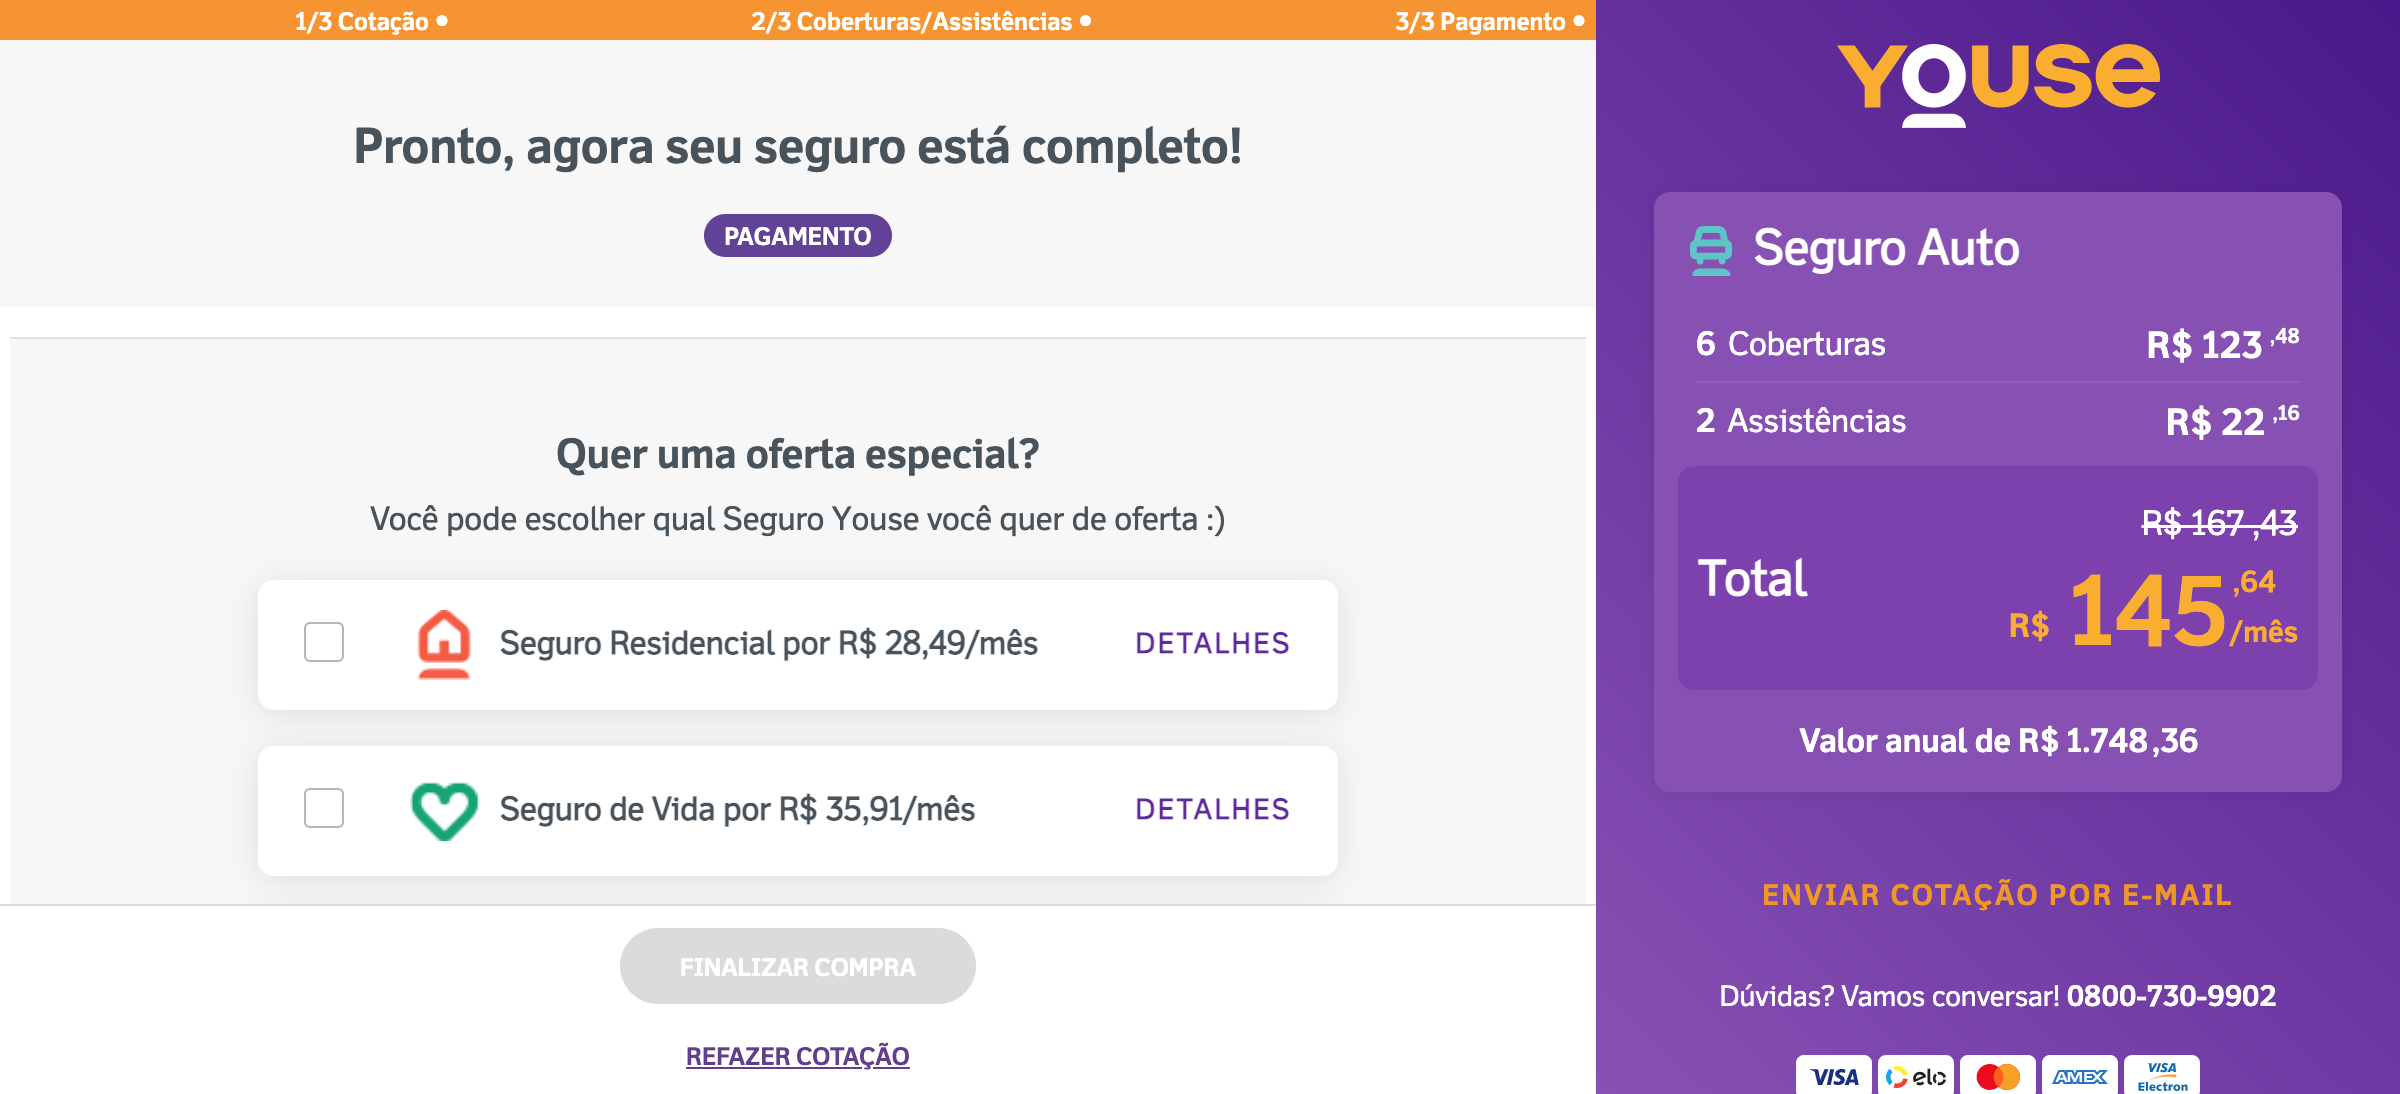 1/3 Cotação
2/3 Coberturas/Assistências
3/3 Pagamento
Pronto, agora seu seguro está completo!
PAGAMENTO
Quer uma oferta especial?
Você pode escolher qual Seguro Youse você quer de oferta :)
Seguro Residencial por R$ 28,49/mês
DETALHES
Seguro de Vida por R$ 35,91/mês
DETALHES
FINALIZAR COMPRA
REFAZER COTAÇÃO
YOUSE
Seguro Auto
6 Coberturas R$ 123,48
2 Assistências R$ 22,16
R$ 167,43
Total R$ 145,64/mês
Valor anual de R$ 1.748,36
ENVIAR COTAÇÃO POR E-MAIL
Dúvidas? Vamos conversar! 0800-730-9902
VISA elo AMEX VISA Electron